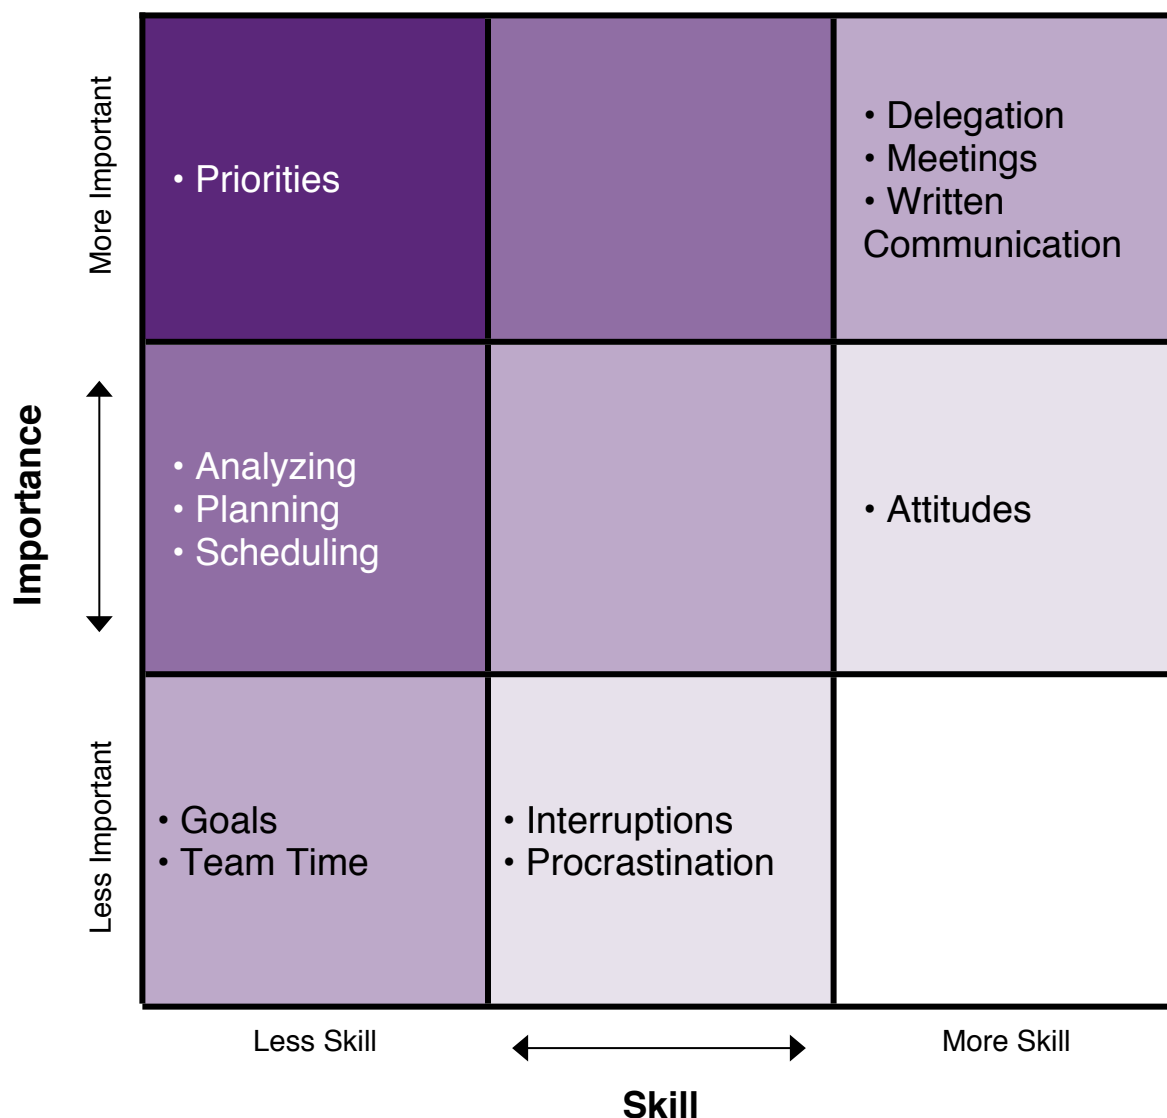 More Important
• Priorities
• Delegation
• Meetings
• Written
Communication
Importance
• Analyzing
• Planning
• Scheduling
• Attitudes
Less Important
• Goals
• Team Time
• Interruptions
• Procrastination
Less Skill
More Skill
Skill